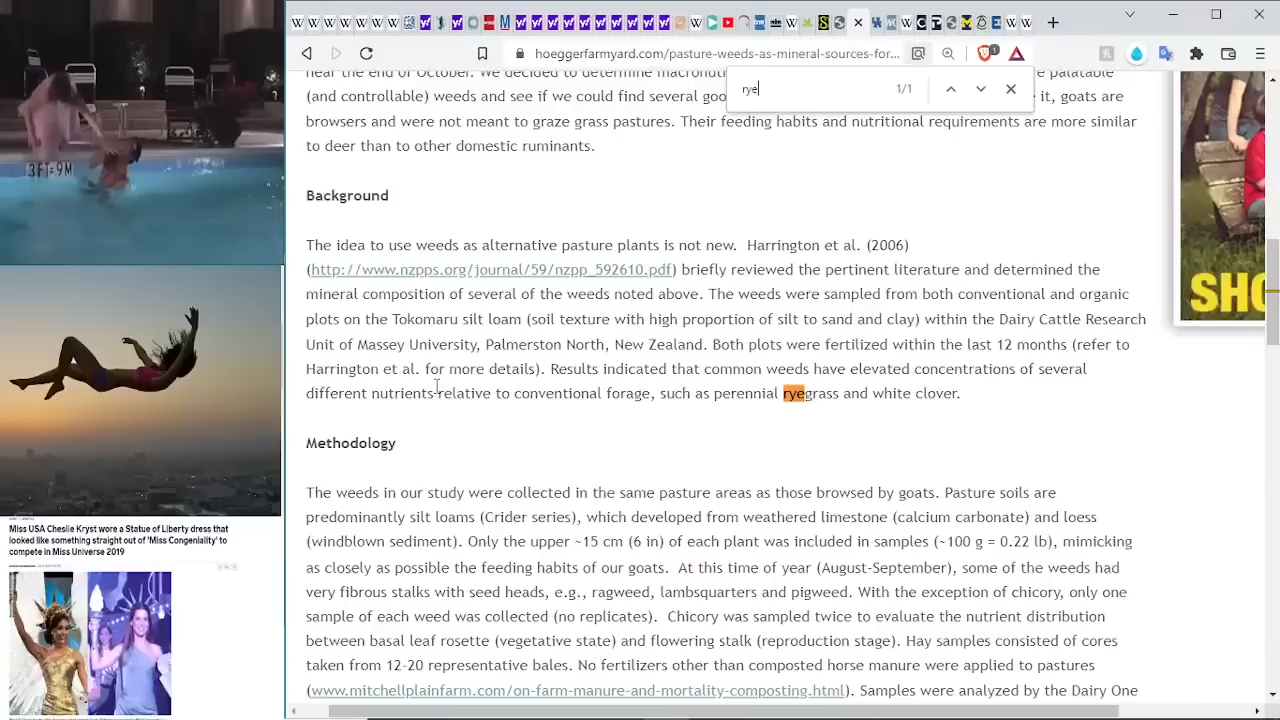 3 FT=9M
Miss USA Cheslie Kryst wore a Statue of Liberty dress that
looked like something straight out of 'Miss Congeniality' to
compete in Miss Universe 2019
hoeggerfarmyard.com/pasture-weeds-as-mineral-sources-for...
rye
1/1
near the end of October. We decided to determine
palatable
(and controllable) weeds and see if we could find several
it, goats are
browsers and were not meant to graze grass pastures. Their feeding habits and nutritional requirements are more similar
to deer than to other domestic ruminants.
Background
The idea to use weeds as alternative pasture plants is not new. Harrington et al. (2006)
(http://www.nzpps.org/journal/59/nzpp_592610.pdf) briefly reviewed the pertinent literature and determined the
mineral composition of several of the weeds noted above. The weeds were sampled from both conventional and organic
plots on the Tokomaru silt loam (soil texture with high proportion of silt to sand and clay) within the Dairy Cattle Research
Unit of Massey University, Palmerston North, New Zealand. Both plots were fertilized within the last 12 months (refer to
Harrington et al. for more details). Results indicated that common weeds have elevated concentrations of several
different nutrients relative to conventional forage, such as perennial ryegrass and white clover.
Methodology
The weeds in our study were collected in the same pasture areas as those browsed by goats. Pasture soils are
predominantly silt loams (Crider series), which developed from weathered limestone (calcium carbonate) and loess
(windblown sediment). Only the upper ~15 cm (6 in) of each plant was included in samples (~100 g = 0.22 lb), mimicking
as closely as possible the feeding habits of our goats. At this time of year (August-September), some of the weeds had
very fibrous stalks with seed heads, e.g., ragweed, lambsquarters and pigweed. With the exception of chicory, only one
sample of each weed was collected (no replicates). Chicory was sampled twice to evaluate the nutrient distribution
between basal leaf rosette (vegetative state) and flowering stalk (reproduction stage). Hay samples consisted of cores
taken from 12-20 representative bales. No fertilizers other than composted horse manure were applied to pastures
(www.mitchellplainfarm.com/on-farm-manure-and-mortality-composting.html). Samples were analyzed by the Dairy One
SHO